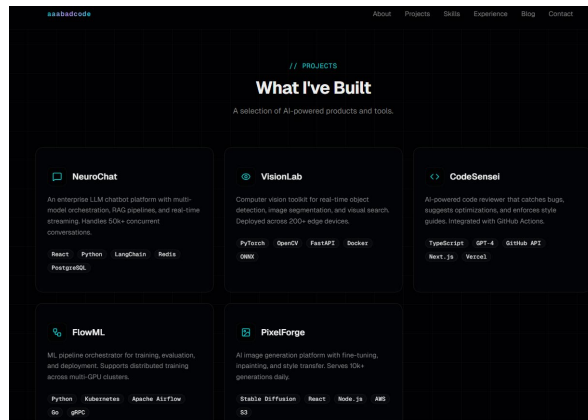 aaabadcode
About Projects Skills Experience Blog Contact
// PROJECTS
What I've Built
A selection of AI-powered products and tools.
NeuroChat
An enterprise LLM chatbot platform with multi-
model orchestration, RAG pipelines, and real-time
streaming. Handles 50k+ concurrent
conversations.
React Python LangChain Redis
PostgreSQL
VisionLab
Computer vision toolkit for real-time object
detection, image segmentation, and visual search.
Deployed across 200+ edge devices.
PyTorch OpenCV FastAPI Docker
ONNX
CodeSensei
AI-powered code reviewer that catches bugs,
suggests optimizations, and enforces style
guides. Integrated with GitHub Actions.
TypeScript GPT-4 GitHub API
Next.js Vercel
FlowML
ML pipeline orchestrator for training, evaluation,
and deployment. Supports distributed training
across multi-GPU clusters.
Python Kubernetes Apache Airflow
Go gRPC
PixelForge
AI image generation platform with fine-tuning,
inpainting, and style transfer. Serves 10k+
generations daily.
Stable Diffusion React Node.js AWS
S3